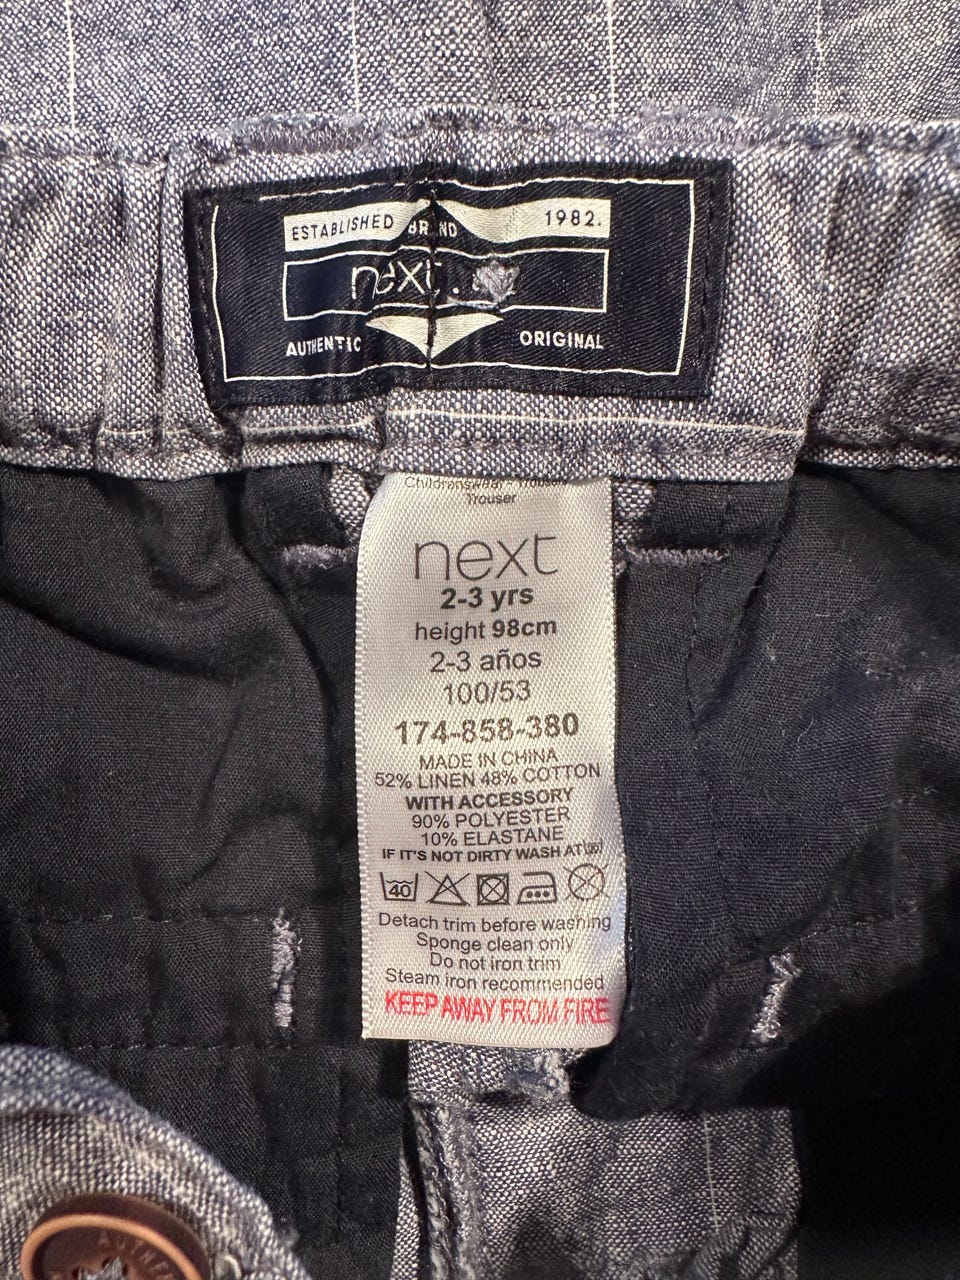 ESTABLISHED BRAND 1982.
next.
AUTHENTIC ORIGINAL
Childrenswear Trousers
Trouser
next
2-3 yrs
height 98cm
2-3 años
100/53
174-858-380
MADE IN CHINA
52% LINEN 48% COTTON
WITH ACCESSORY
90% POLYESTER
10% ELASTANE
IF IT'S NOT DIRTY WASH AT
40
Detach trim before washing
Sponge clean only
Do not iron trim
Steam iron recommended
KEEP AWAY FROM FIRE